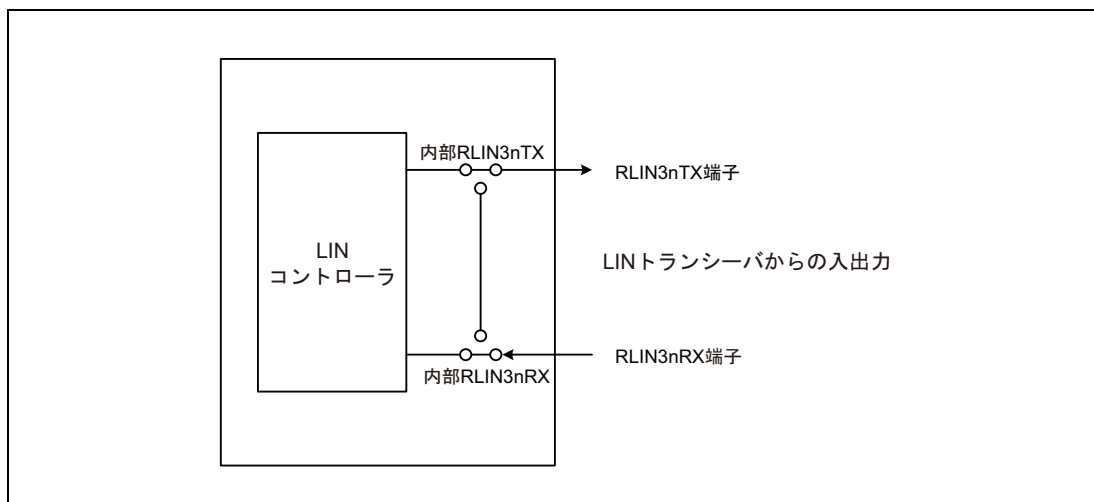 内部RLIN3nTX
RLIN3nTX端子
LIN
コントローラ
LINトランシーバからの入出力
RLIN3nRX端子
内部RLIN3nRX